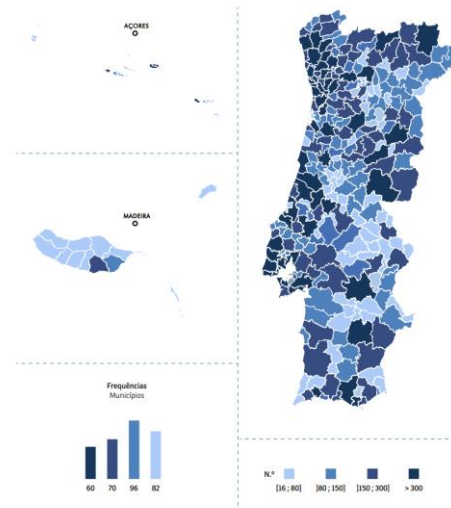 AÇORES
MADEIRA
Frequências
Municípios
60 70 96 82
N.º [16 ; 80] ]80 ; 150] ]150 ; 300] > 300